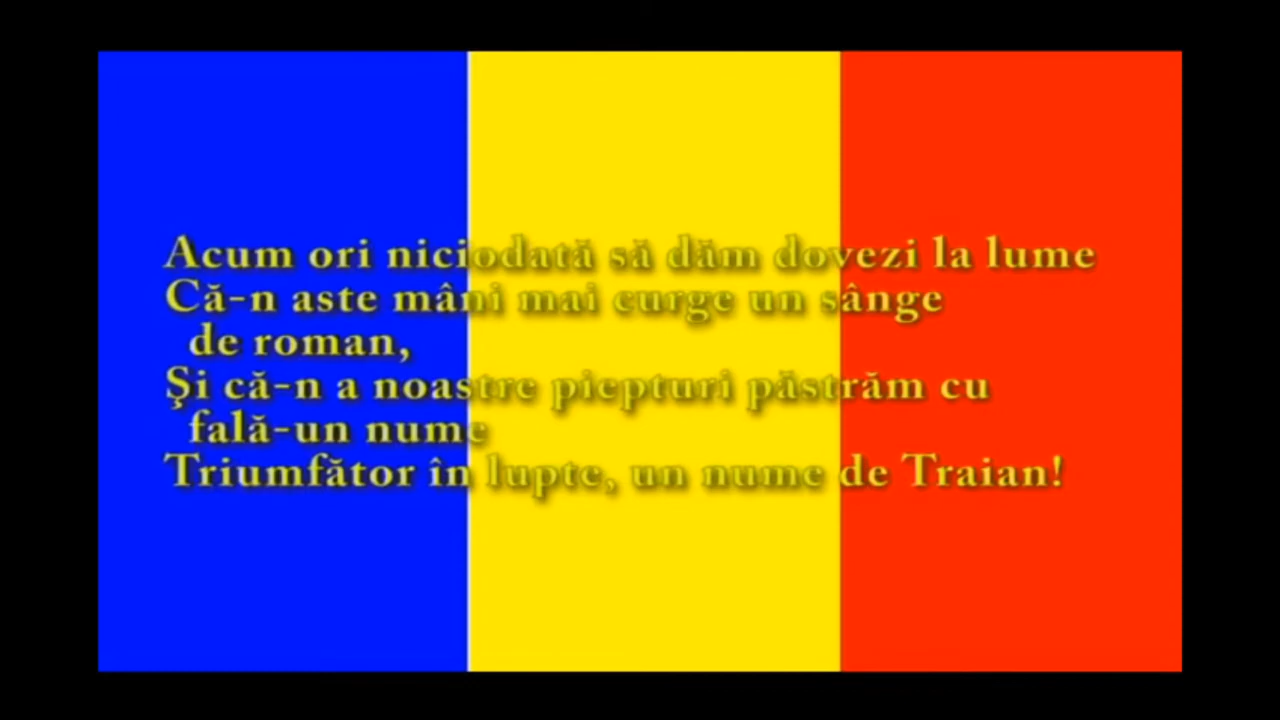 Acum ori niciodată să dăm dovezi la lume
Că-n aste mâni mai curge un sânge
de roman,
Şi că-n a noastre piepturi păstrăm cu
fală-un nume
Triumfător în lupte, un nume de Traian!